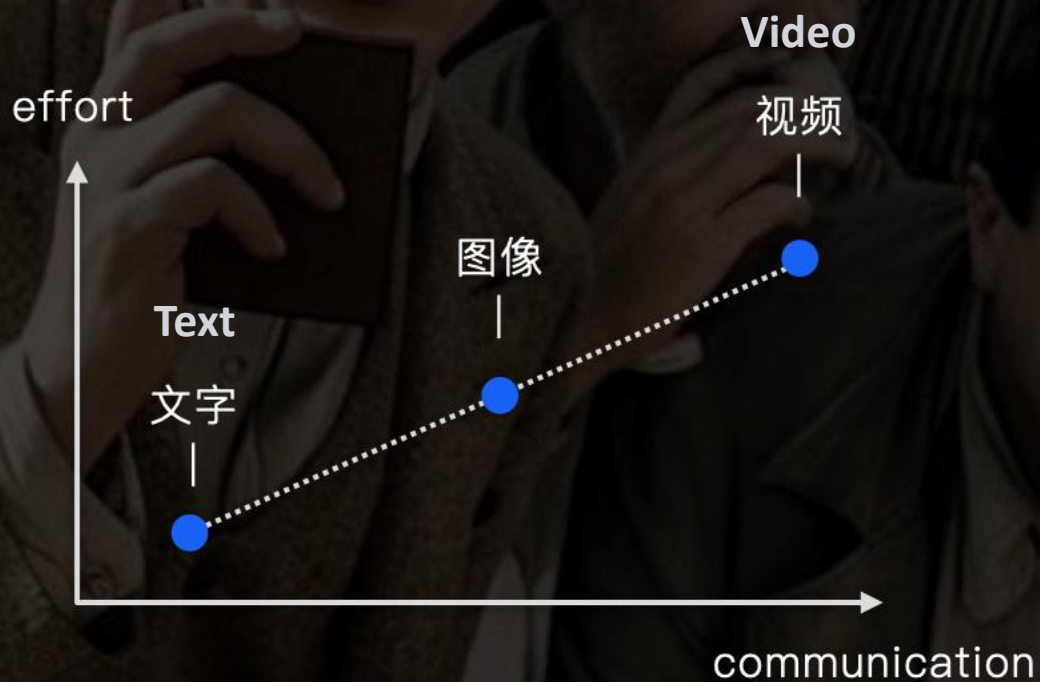 Video
effort
视频
图像
Text
文字
communication